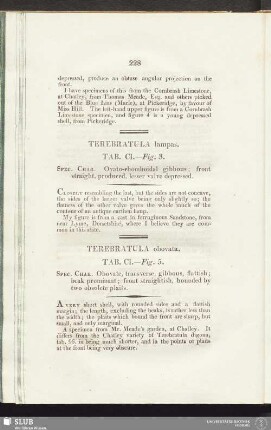 228
depressed, produce an obtuse angular projection on the
front.
I have specimens of this from the Cornbrash Limestone,
at Chatley, from Thomas Meade, Esq. and others picked
out of the Blue Lias (Marle), at Pickeridge, by favour of
Miss Hill. The left-hand upper figure is from a Cornbrash
Limestone specimen, and figure 4 is a young depressed
shell, from Pickeridge.
TEREBRATULA lampas.
TAB. CI.—Fig. 3.
Spec. Char. Ovato-rhomboidal gibbous, front
straight, produced, lesser valve depressed.
Closely resembling the last, but the sides are not concave,
the sides of the larger valve being only slightly so; the
flatness of the other valve gives the whole much of the
contour of an antique earthen lamp.
My figure is from a cast in ferruginous Sandstone, from
near Lyme, Dorsetshire, where I believe they are com-
mon in this state.
TEREBRATULA obovata.
TAB. CI.—Fig. 5.
Spec. Char. Obovate, transverse, gibbous, flattish;
beak prominent; front straightish, bounded by
two obsolete plaits.
A very short shell, with rounded sides and a flattish
margin; the length, excluding the beaks, is rather less than
the width; the plaits which bound the front are sharp, but
small, and only marginal.
A specimen from Mr. Meade's garden, at Chatley. It
differs from the Chatley variety of Terebratula digona,
tab. 96. in being much shorter, and in the points or plaits
at the front being very obscure.
SLUB